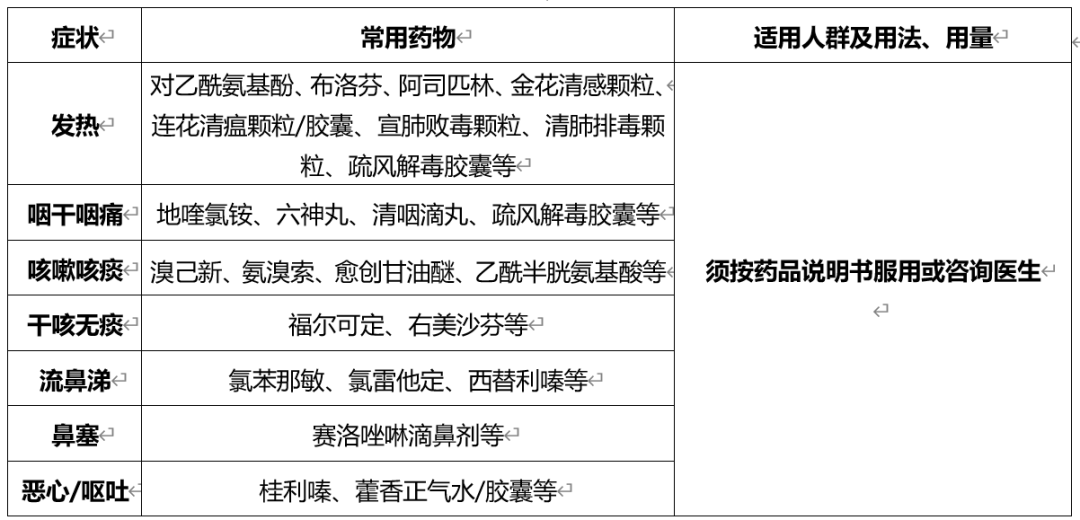 症状 常用药物 适用人群及用法、用量
发热
对乙酰氨基酚、布洛芬、阿司匹林、金花清感颗粒、
连花清瘟颗粒/胶囊、宣肺败毒颗粒、清肺排毒颗
粒、疏风解毒胶囊等
咽干咽痛 地喹氯铵、六神丸、清咽滴丸、疏风解毒胶囊等
咳嗽咳痰 溴己新、氨溴索、愈创甘油醚、乙酰半胱氨基酸等
须按药品说明书服用或咨询医生
干咳无痰 福尔可定、右美沙芬等
流鼻涕 氯苯那敏、氯雷他定、西替利嗪等
鼻塞 赛洛唑啉滴鼻剂等
恶心/呕吐 桂利嗪、藿香正气水/胶囊等